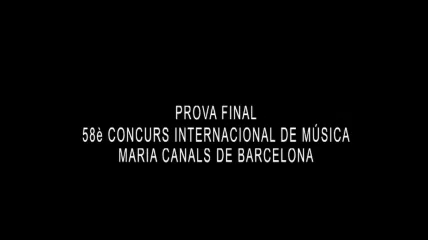 PROVA FINAL
58è CONCURS INTERNACIONAL DE MÚSICA
MARIA CANALS DE BARCELONA